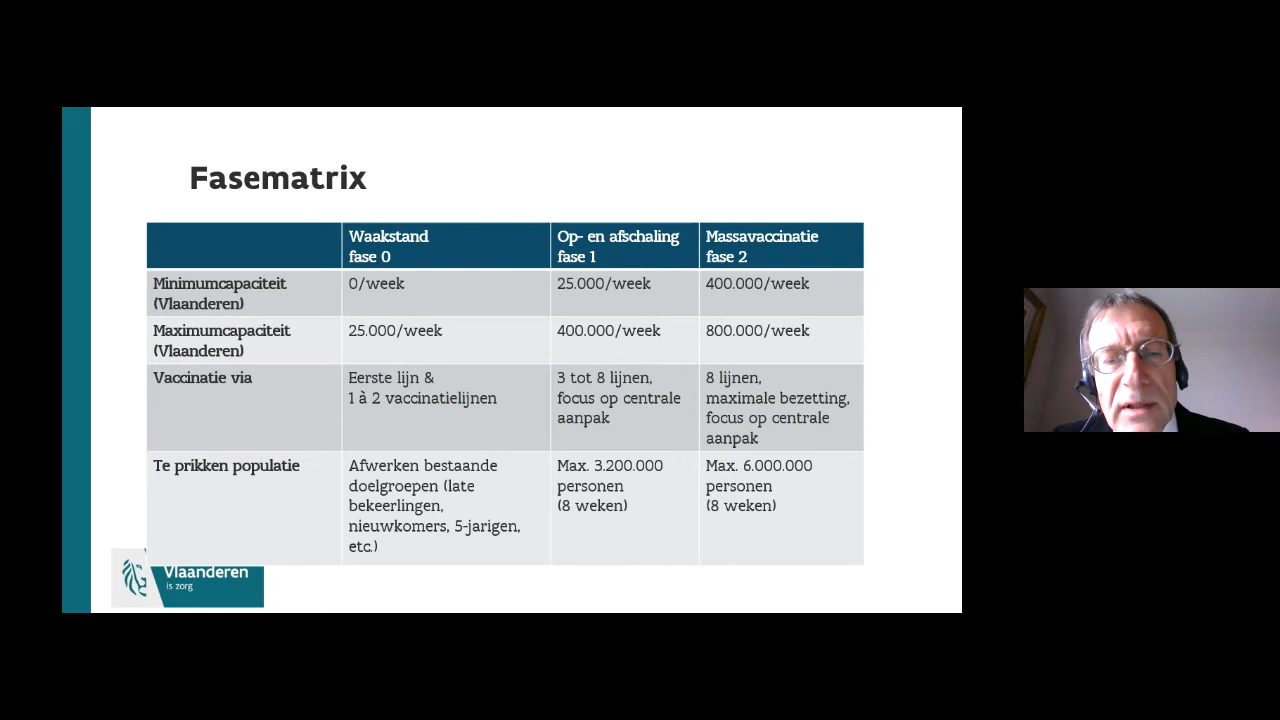 Fasematrix
Waakstand
fase 0
Op- en afschaling
fase 1
Massavaccinatie
fase 2
Minimumcapaciteit
(Vlaanderen)
0/week
25.000/week
400.000/week
Maximumcapaciteit
(Vlaanderen)
25.000/week
400.000/week
800.000/week
Vaccinatie via
Eerste lijn &
1 à 2 vaccinatielijnen
3 tot 8 lijnen,
focus op centrale
aanpak
8 lijnen,
maximale bezetting,
focus op centrale
aanpak
Te prikken populatie
Afwerken bestaande
doelgroepen (late
bekeerlingen,
nieuwkomers, 5-jarigen,
etc.)
Max. 3.200.000
personen
(8 weken)
Max. 6.000.000
personen
(8 weken)
Vlaanderen
is zorg